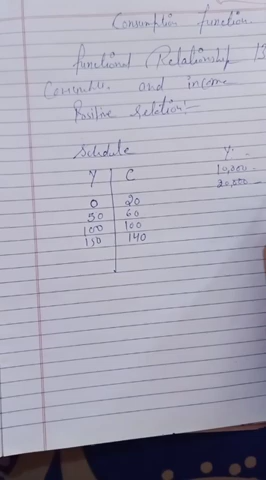 Consumption function
functional Relationship
and income
Positive relation:-
Schedule Y. -
Y C 10,000 -
20,000 -
0 20
50 60
100 100
150 140